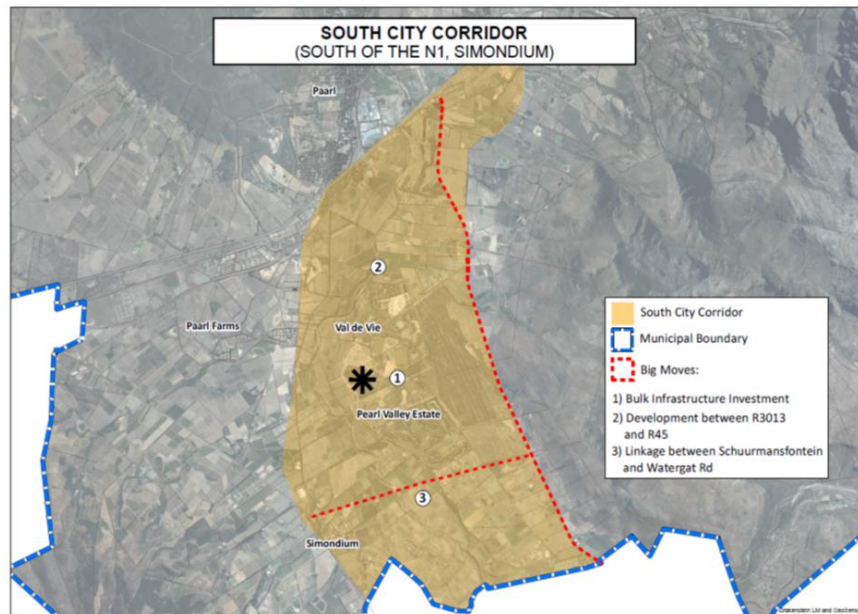 SOUTH CITY CORRIDOR
(SOUTH OF THE N1, SIMONDIUM)
Paarl
2
Paarl Farms
Val de Vie
1
Pearl Valley Estate
3
Simondium
South City Corridor
Municipal Boundary
Big Moves:
1) Bulk Infrastructure Investment
2) Development between R3013
and R45
3) Linkage between Schuurmansfontein
and Watergat Rd